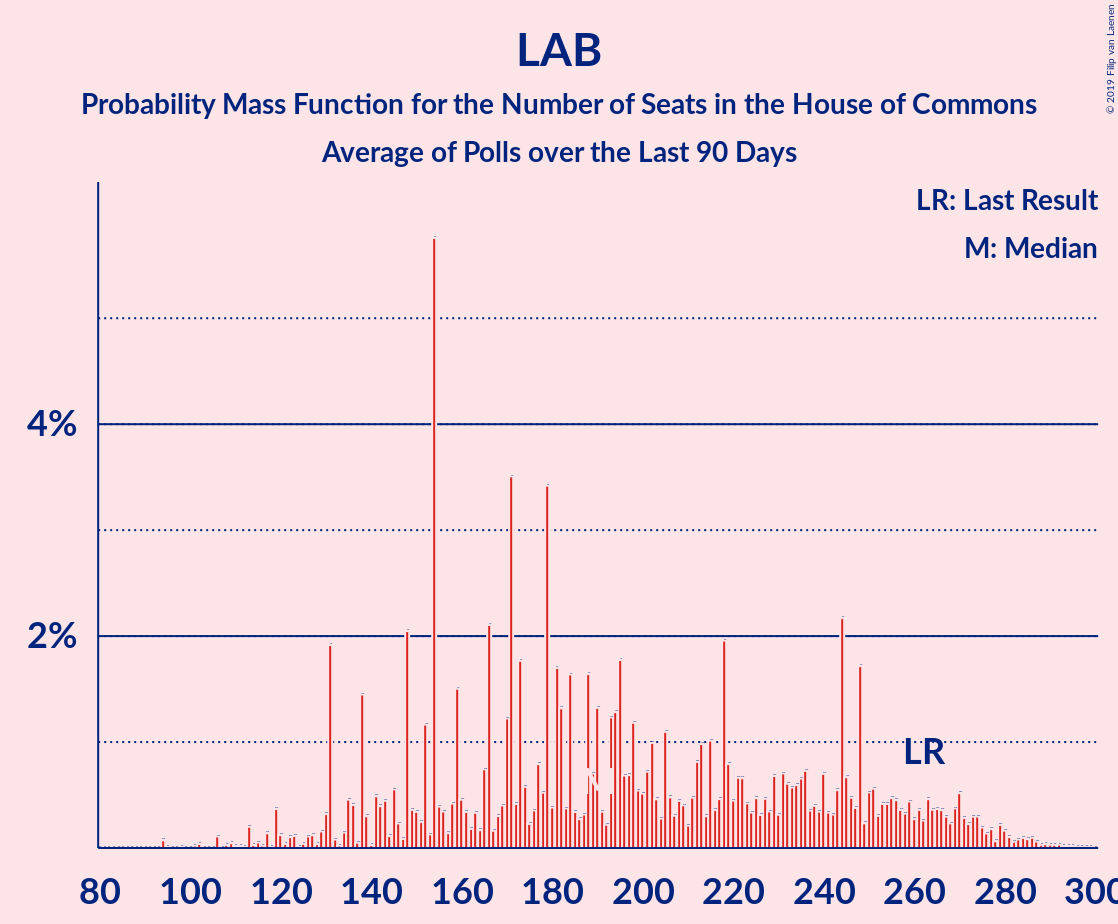 LAB
Probability Mass Function for the Number of Seats in the House of Commons
Average of Polls over the Last 90 Days
© 2019 Filip van Laenen
LR: Last Result
M: Median
4%
2%
LR
80 100 120 140 160 180 200 220 240 260 280 300